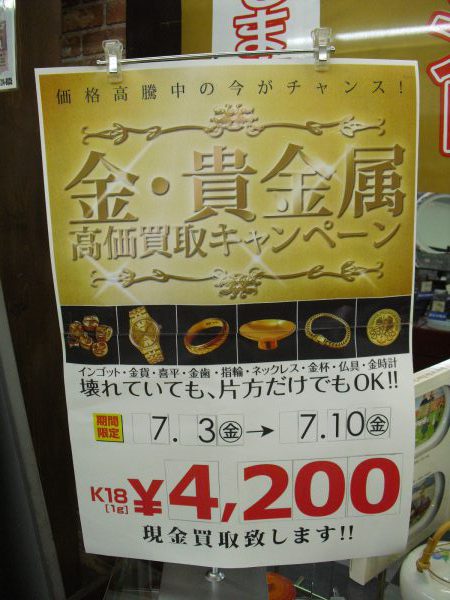 価格高騰中の今がチャンス!
金・貴金属
高価買取キャンペーン
インゴット・金貨・喜平・金歯・指輪・ネックレス・金杯・仏具・金時計
壊れていても、片方だけでもOK!!
期間
限定
7. 3㊎→ 7.10㊎
K18
[1g]
¥4,200
現金買取致します!!